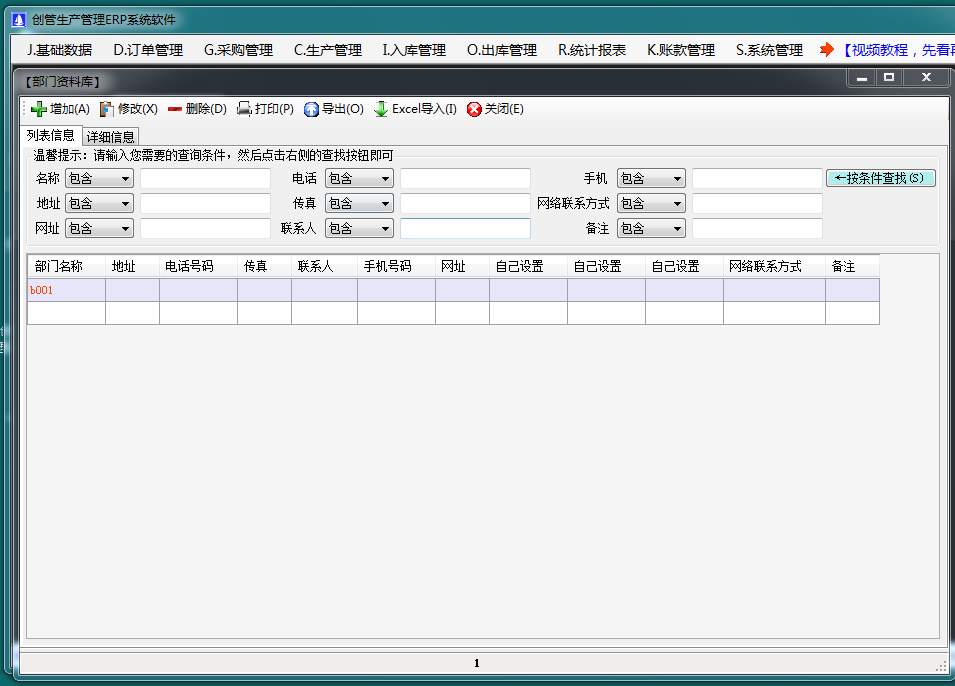 创管生产管理ERP系统软件
J.基础数据 D.订单管理 G.采购管理 C.生产管理 I.入库管理 O.出库管理 R.统计报表 K.账款管理 S.系统管理 【视频教程，先看
【部门资料库】
增加(A) 修改(X) 删除(D) 打印(P) 导出(O) Excel导入(I) 关闭(E)
列表信息 详细信息
温馨提示：请输入您需要的查询条件，然后点击右侧的查找按钮即可
名称 包含 电话 包含 手机 包含 ←按条件查找(S)
地址 包含 传真 包含 网络联系方式 包含
网址 包含 联系人 包含 备注 包含
部门名称 地址 电话号码 传真 联系人 手机号码 网址 自己设置 自己设置 自己设置 网络联系方式 备注
b001
1